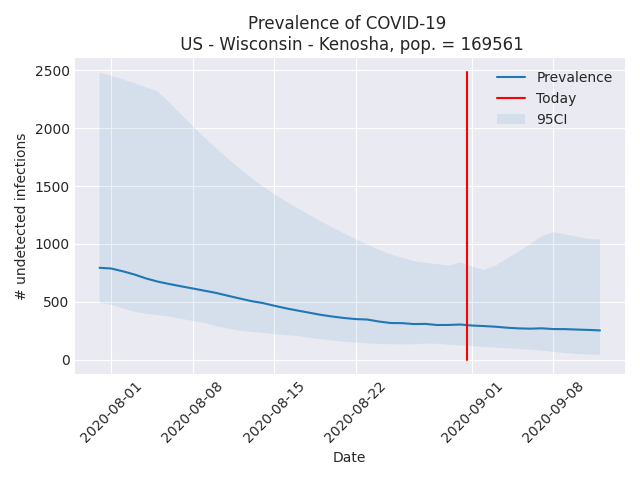 Prevalence of COVID-19
US - Wisconsin - Kenosha, pop. = 169561
# undetected infections
2500
2000
1500
1000
500
0
Prevalence
Today
95CI
2020-08-01
2020-08-08
2020-08-15
2020-08-22
2020-09-01
2020-09-08
Date